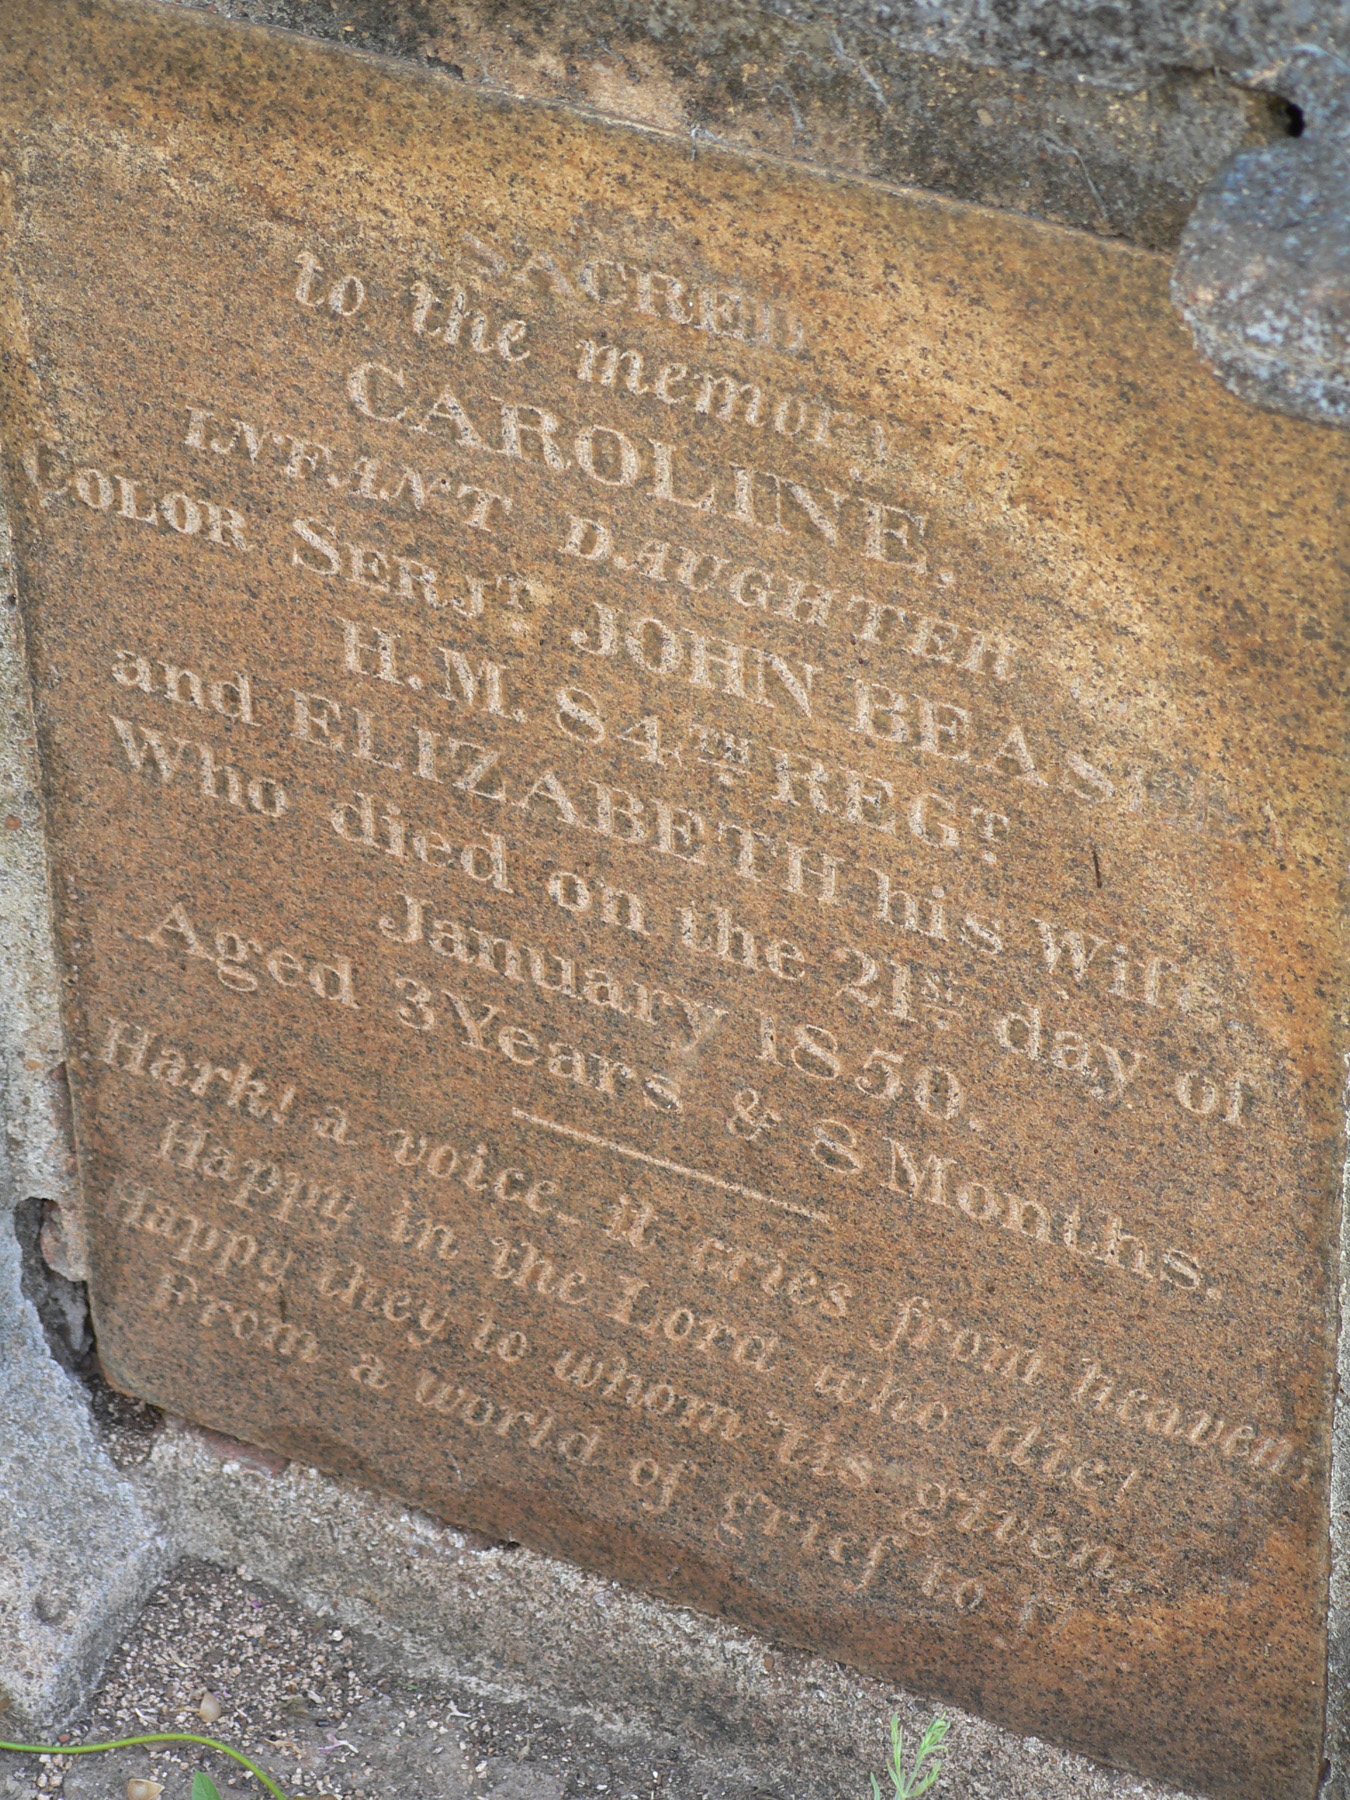 SACRED
to the memory
CAROLINE,
INFANT DAUGHTER
COLOR SERJT. JOHN
H.M. 84TH REGT.
and ELIZABETH his Wife
Who died on the 21st day of
January 1850.
Aged 3 Years & 8 Months.
Hark! a voice it cries from heaven,
Happy in the Lord who die!
Happy they to whom tis given
From a world of grief to